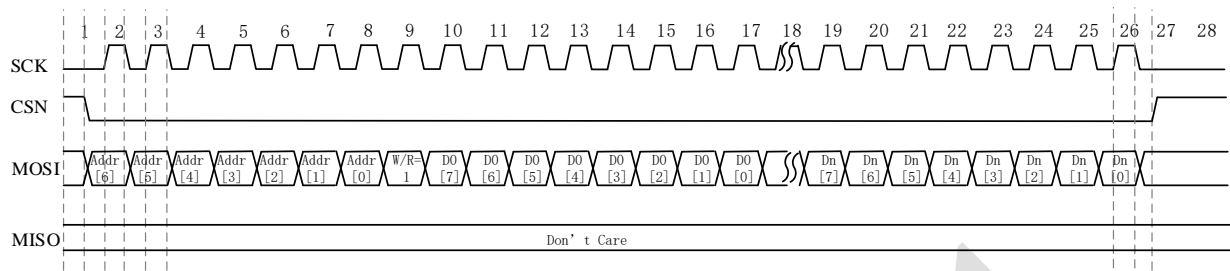 1 2 3 4 5 6 7 8 9 10 11 12 13 14 15 16 17 18 19 20 21 22 23 24 25 26 27 28
SCK
CSN
MOSI Addr [6] Addr [5] Addr [4] Addr [3] Addr [2] Addr [1] Addr [0] W/R= 1 D0 [7] D0 [6] D0 [5] D0 [4] D0 [3] D0 [2] D0 [1] D0 [0] Dn [7] Dn [6] Dn [5] Dn [4] Dn [3] Dn [2] Dn [1] Dn [0]
MISO Don't Care